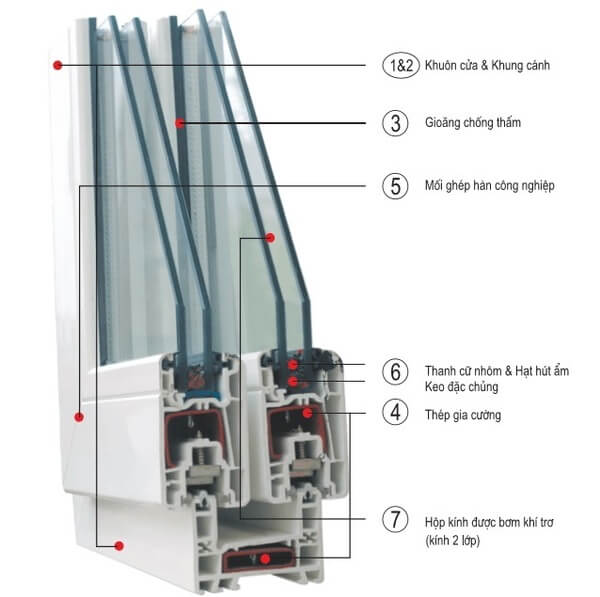 1&2 Khuôn cửa & Khung cánh
3 Gioăng chống thấm
5 Mối ghép hàn công nghiệp
6 Thanh cữ nhôm & Hạt hút ẩm
Keo đặc chủng
4 Thép gia cường
7 Hộp kính được bơm khí trơ
(kính 2 lớp)